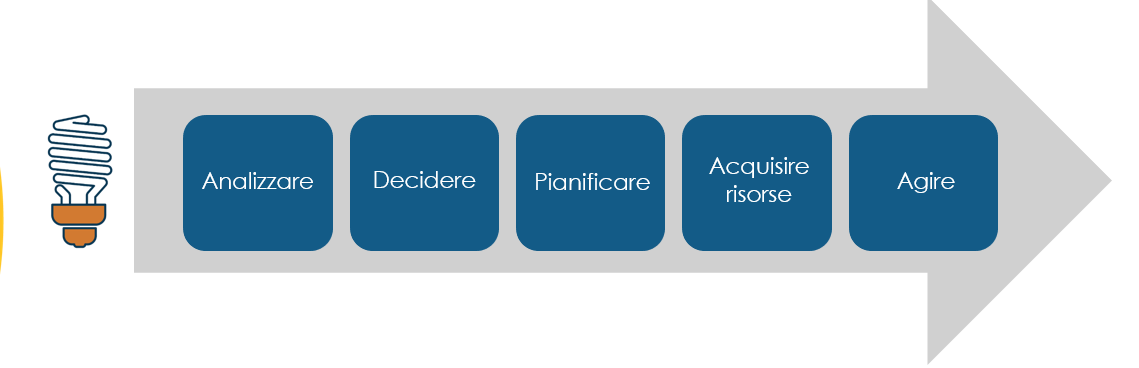 Analizzare
Decidere
Pianificare
Acquisire
risorse
Agire